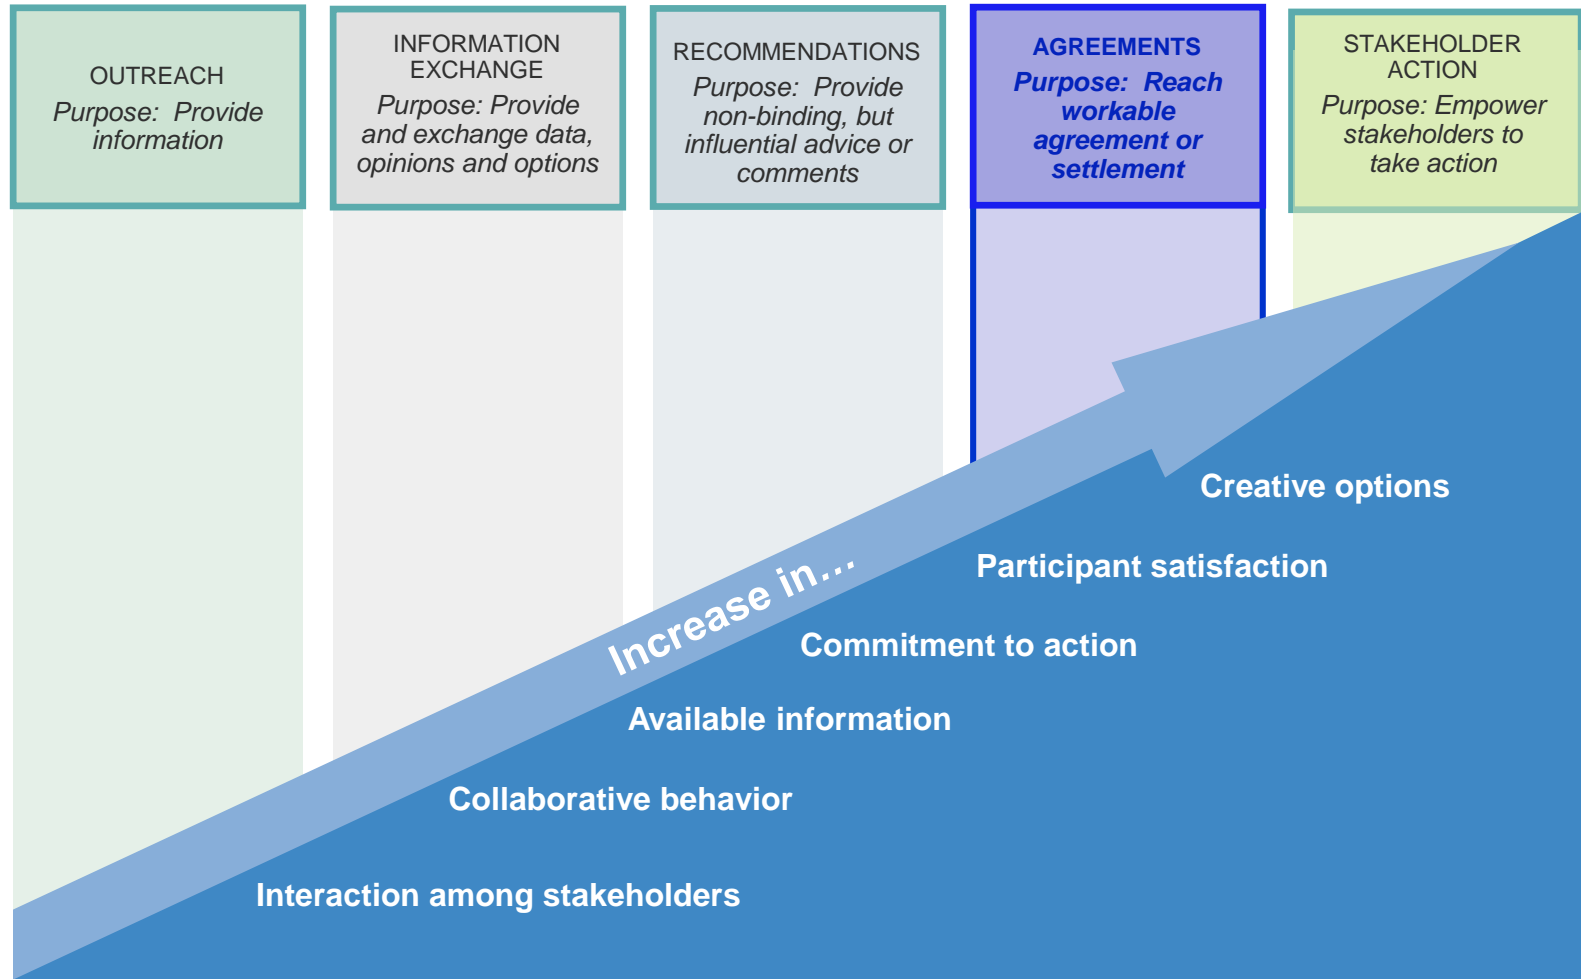 OUTREACH
Purpose: Provide
information
INFORMATION
EXCHANGE
Purpose: Provide
and exchange data,
opinions and options
RECOMMENDATIONS
Purpose: Provide
non-binding, but
influential advice or
comments
AGREEMENTS
Purpose: Reach
workable
agreement or
settlement
STAKEHOLDER
ACTION
Purpose: Empower
stakeholders to
take action
Increase in…
Creative options
Participant satisfaction
Commitment to action
Available information
Collaborative behavior
Interaction among stakeholders